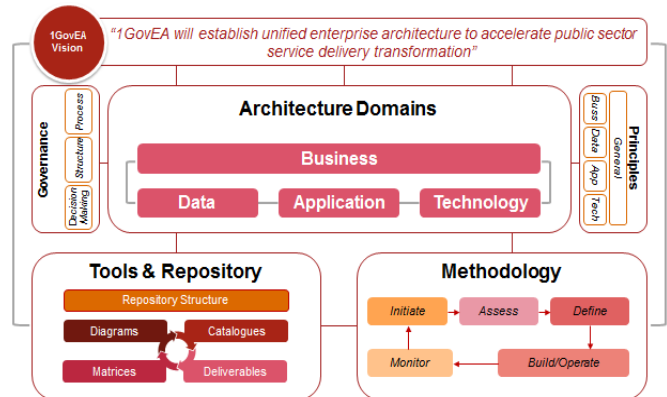 1GovEA
Vision
“1GovEA will establish unified enterprise architecture to accelerate public sector
service delivery transformation”
Governance
Process
Structure
Decision
Making
Architecture Domains
Business
Data
Application
Technology
Buss
Data
App
Tech
General
Principles
Tools & Repository
Repository Structure
Diagrams
Catalogues
Matrices
Deliverables
Methodology
Initiate
Assess
Define
Monitor
Build/Operate